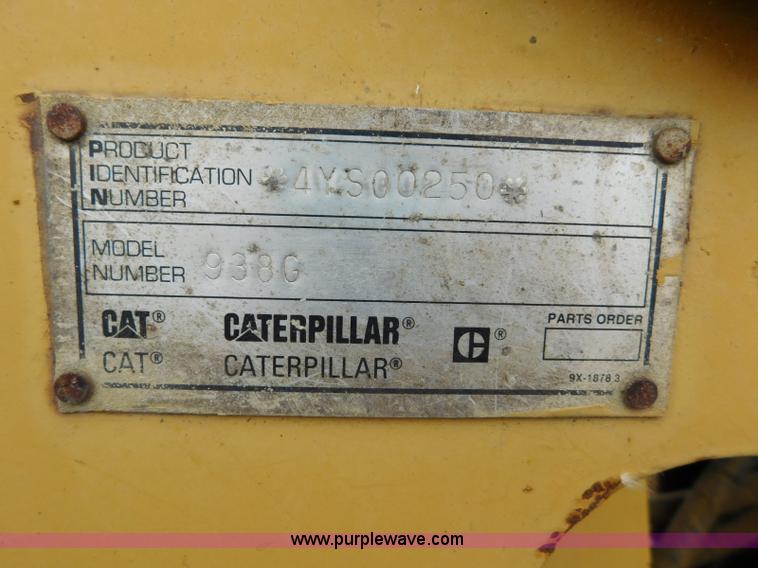 PRODUCT
IDENTIFICATION *4YS00250*
NUMBER
MODEL
NUMBER 938G
CAT® CATERPILLAR® C® PARTS ORDER
CAT® CATERPILLAR®
9X-1878 3
www.purplewave.com